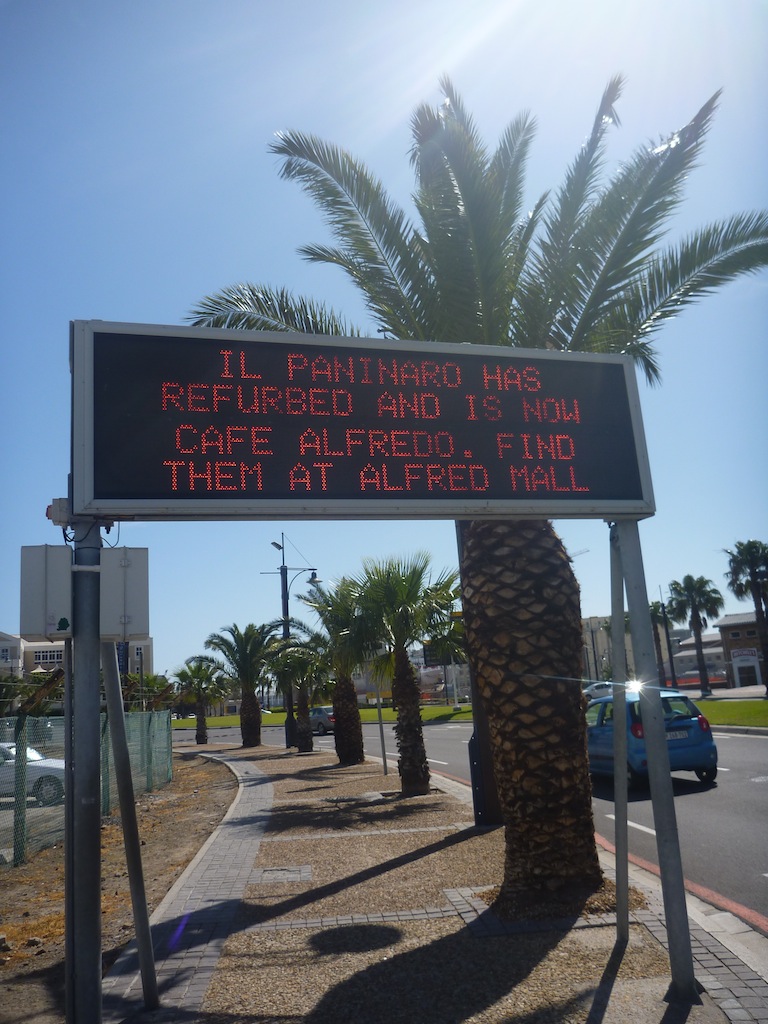 IL PANINARO HAS
REFURBED AND IS NOW
CAFE ALFREDO. FIND
THEM AT ALFRED MALL